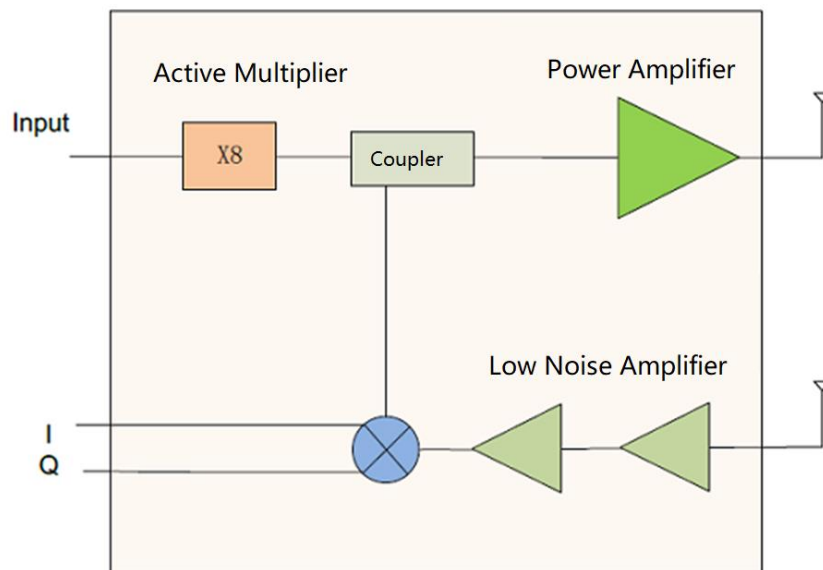 Active Multiplier
Power Amplifier
Input
X8
Coupler
Low Noise Amplifier
I
Q